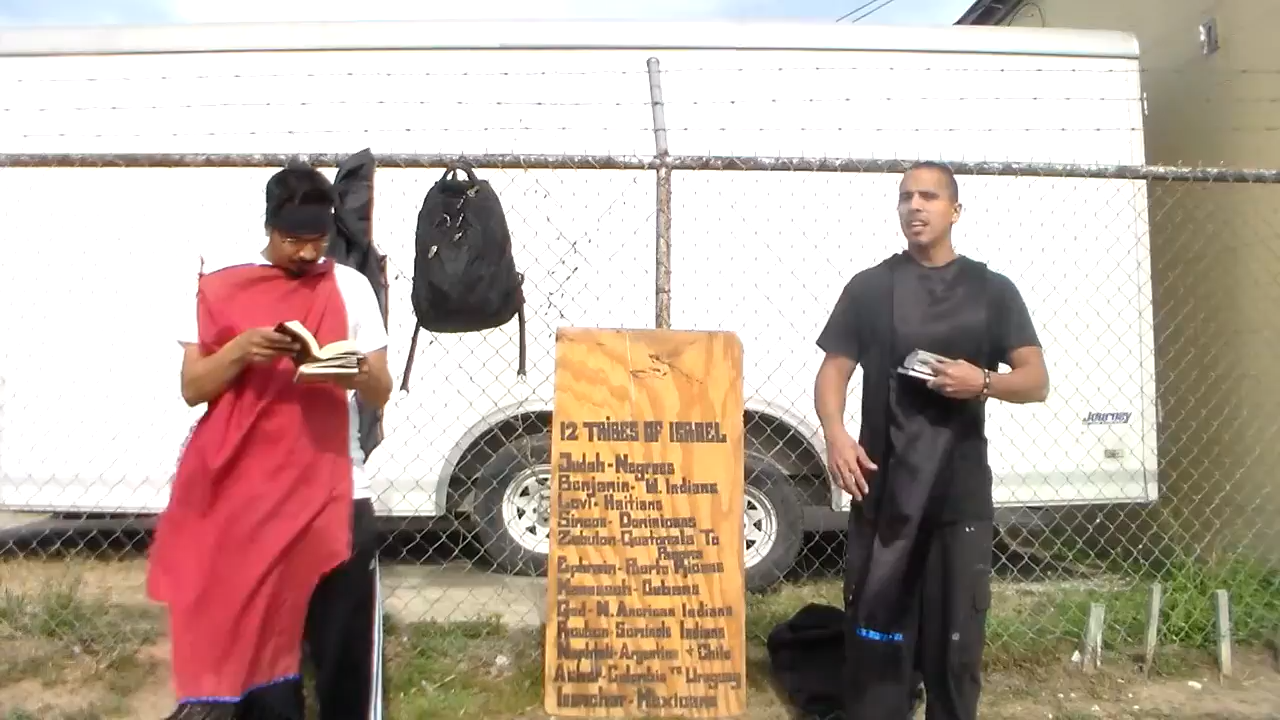 12 TRIBES OF ISRAEL
Judah-Negroes
Benjamin- W. Indians
Levi- Haitians
Simeon- Dominicans
Zebulon-Guatemala To
Panama
Ephraim-Puerto Ricans
Manasseh-Cubans
Gad-N. American Indians
Reuben-Seminole Indians
Naphtali-Argentina + Chile
Asher-Colombia To Uruguay
Issachar-Mexicans
Journey